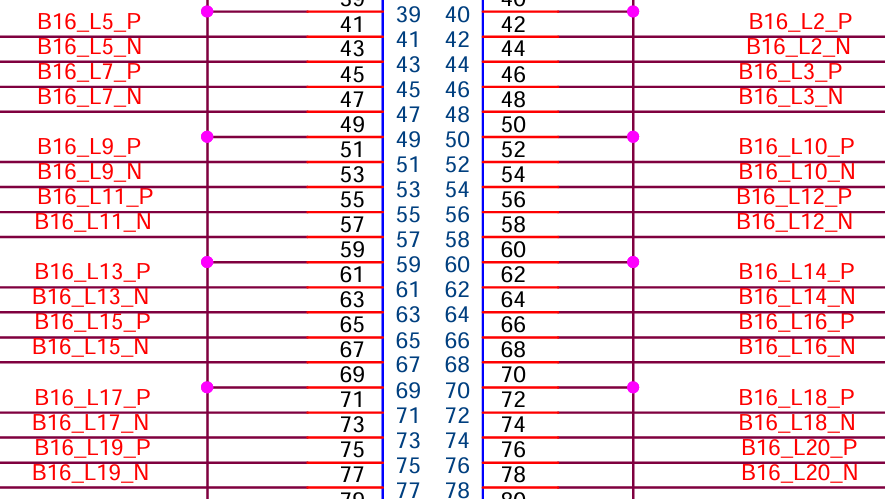 39 39 40 40
B16_L5_P 41 42 B16_L2_P
B16_L5_N 41 43 42 44 B16_L2_N
B16_L7_P 43 45 44 46 B16_L3_P
B16_L7_N 45 47 46 48 B16_L3_N
47 49 48 50
B16_L9_P 49 51 50 52 B16_L10_P
B16_L9_N 51 53 52 54 B16_L10_N
B16_L11_P 53 55 54 56 B16_L12_P
B16_L11_N 55 57 56 58 B16_L12_N
57 59 58 60
B16_L13_P 59 61 60 62 B16_L14_P
B16_L13_N 61 63 62 64 B16_L14_N
B16_L15_P 63 65 64 66 B16_L16_P
B16_L15_N 65 67 66 68 B16_L16_N
67 69 68 70
B16_L17_P 69 71 70 72 B16_L18_P
B16_L17_N 71 73 72 74 B16_L18_N
B16_L19_P 73 75 74 76 B16_L20_P
B16_L19_N 75 77 76 78 B16_L20_N
77 79 78 80